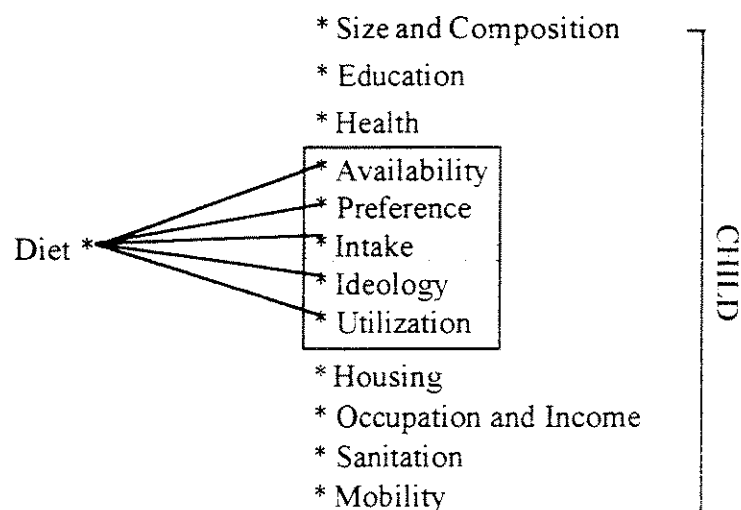 * Size and Composition
* Education
* Health
* Availability
* Preference
Diet *
* Intake
* Ideology
* Utilization
CHILD
* Housing
* Occupation and Income
* Sanitation
* Mobility